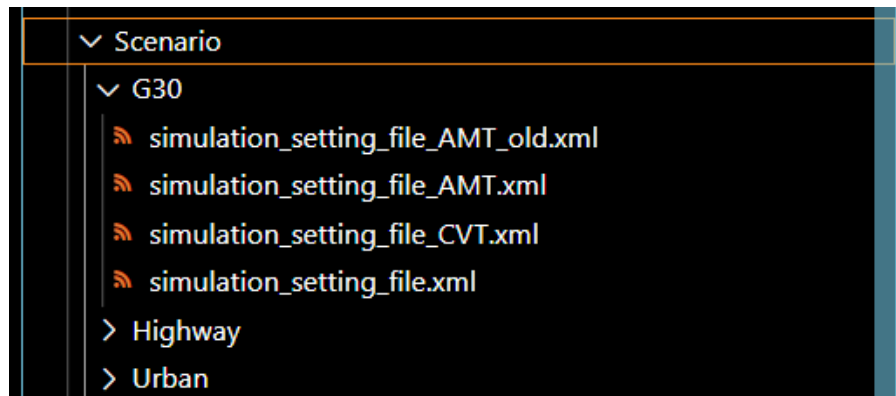 Scenario
G30
simulation_setting_file_AMT_old.xml
simulation_setting_file_AMT.xml
simulation_setting_file_CVT.xml
simulation_setting_file.xml
Highway
Urban